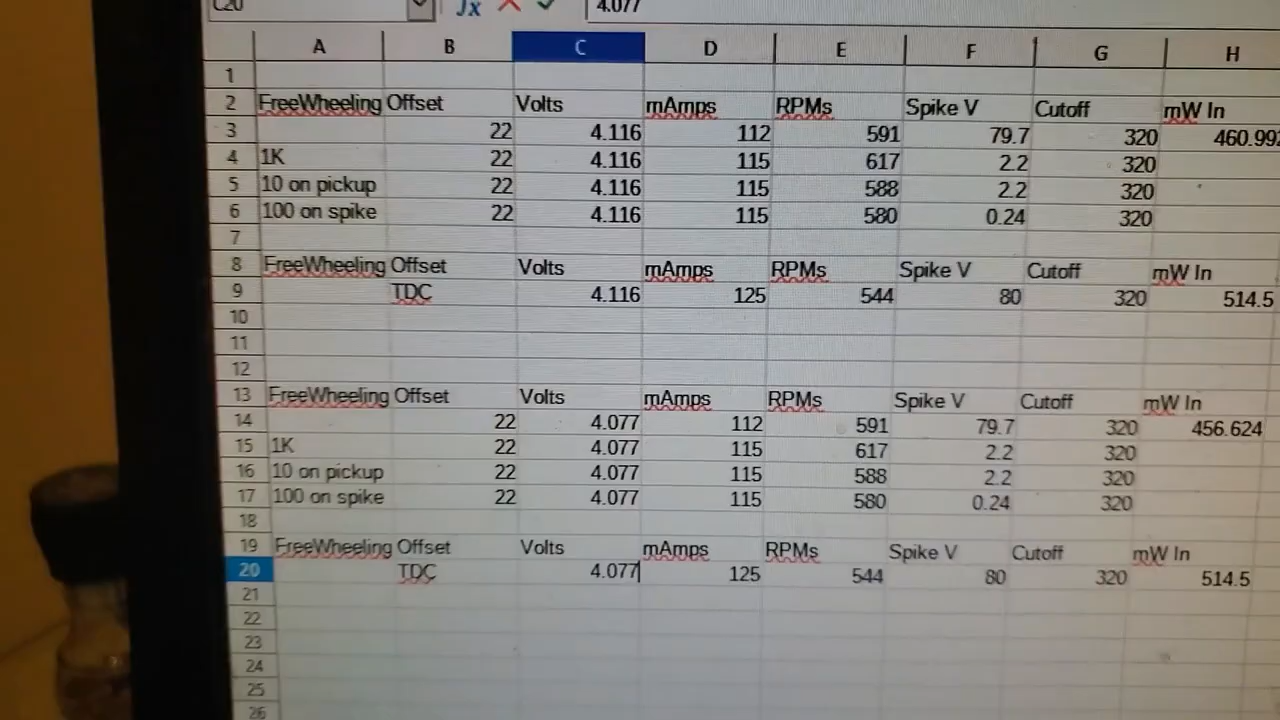 C20 4.077
A B C D E F G H
1
2 FreeWheeling Offset Volts mAmps RPMs Spike V Cutoff mW In
3 22 4.116 112 591 79.7 320 460.992
4 1K 22 4.116 115 617 2.2 320
5 10 on pickup 22 4.116 115 588 2.2 320
6 100 on spike 22 4.116 115 580 0.24 320
7
8 FreeWheeling Offset Volts mAmps RPMs Spike V Cutoff mW In
9 TDC 4.116 125 544 80 320 514.5
10
11
12
13 FreeWheeling Offset Volts mAmps RPMs Spike V Cutoff mW In
14 22 4.077 112 591 79.7 320 456.624
15 1K 22 4.077 115 617 2.2 320
16 10 on pickup 22 4.077 115 588 2.2 320
17 100 on spike 22 4.077 115 580 0.24 320
18
19 FreeWheeling Offset Volts mAmps RPMs Spike V Cutoff mW In
20 TDC 4.077 125 544 80 320 514.5
21
22
23
24
25
26